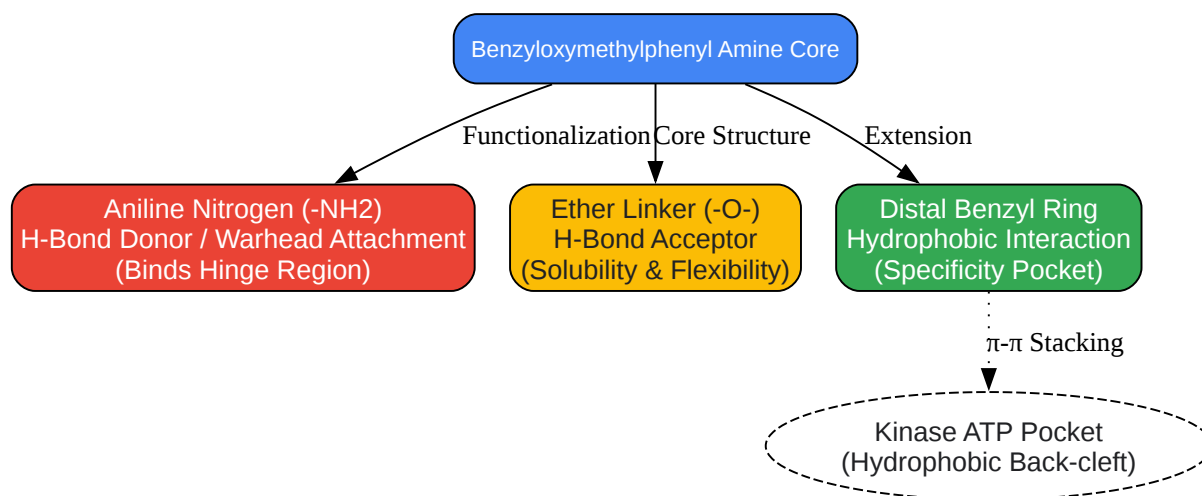 Benzyloxymethylphenyl Amine Core
Functionalization
Core Structure
Extension
Aniline Nitrogen (-NH2)
H-Bond Donor / Warhead Attachment
(Binds Hinge Region)
Ether Linker (-O-)
H-Bond Acceptor
(Solubility & Flexibility)
Distal Benzyl Ring
Hydrophobic Interaction
(Specificity Pocket)
π-π Stacking
Kinase ATP Pocket
(Hydrophobic Back-cleft)